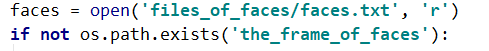 faces = open('files_of_faces/faces.txt', 'r')
if not os.path.exists('the_frame_of_faces'):